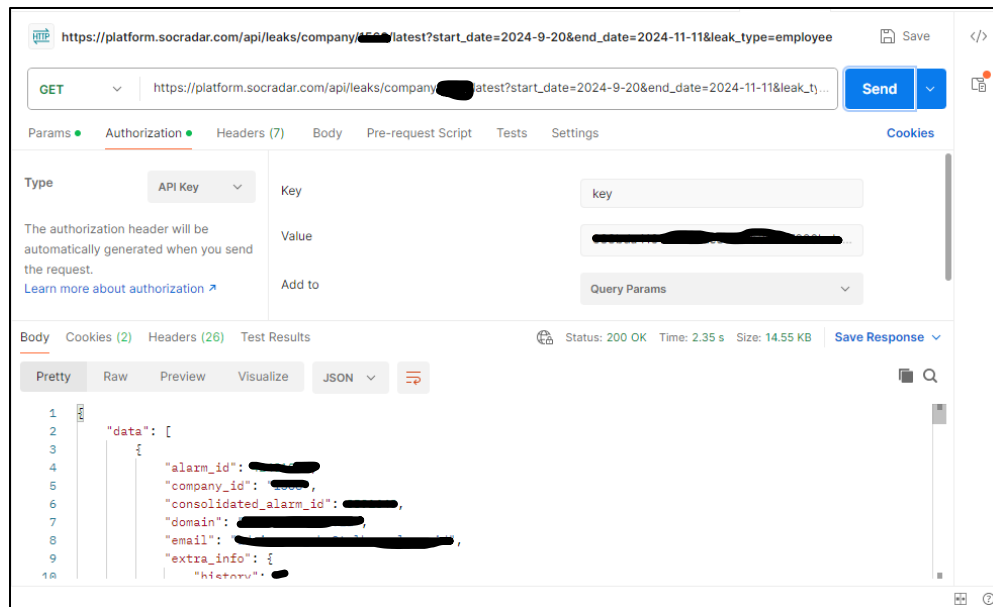 HTTP https://platform.socradar.com/api/leaks/company/ /latest?start_date=2024-9-20&end_date=2024-11-11&leak_type=employee Save
GET https://platform.socradar.com/api/leaks/company atest?start_date=2024-9-20&end_date=2024-11-11&leak_ty... Send
Params Authorization Headers (7) Body Pre-request Script Tests Settings Cookies
Type API Key
Key key
The authorization header will be
automatically generated when you send
the request.
Learn more about authorization ↗
Value ...
Add to Query Params
Body Cookies (2) Headers (26) Test Results Status: 200 OK Time: 2.35 s Size: 14.55 KB Save Response
Pretty Raw Preview Visualize JSON
1 {
2 "data": [
3 {
4 "alarm_id":
5 "company_id": " ,
6 "consolidated_alarm_id": ,
7 "domain": ,
8 "email": ",
9 "extra_info": {
10 "history":